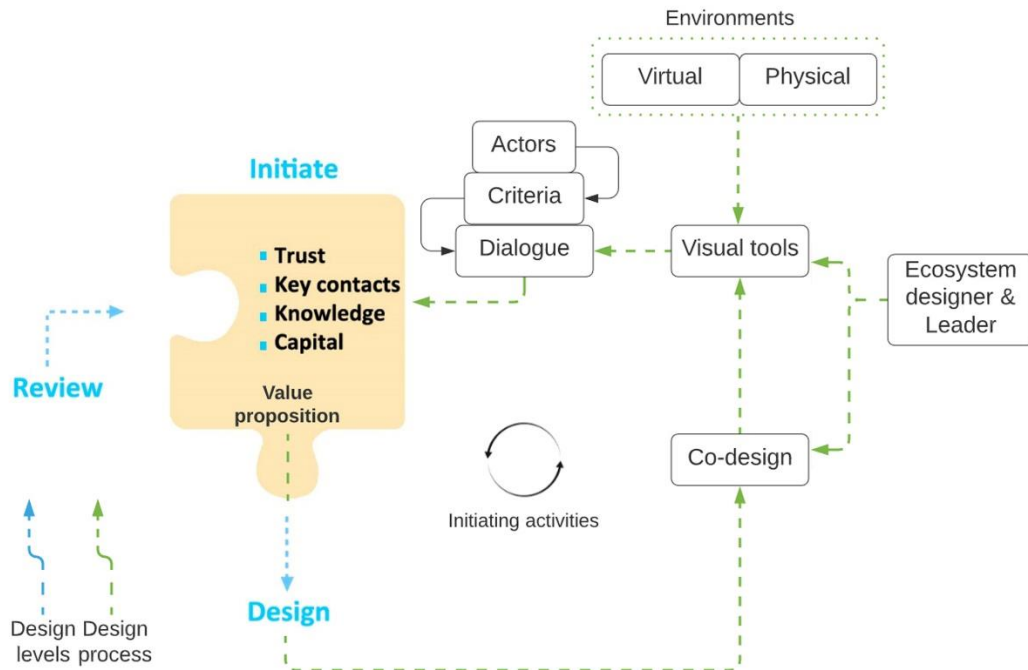 Environments
Virtual
Physical
Actors
Criteria
Dialogue
Visual tools
Ecosystem
designer &
Leader
Initiate
Trust
Key contacts
Knowledge
Capital
Value
proposition
Review
Co-design
Initiating activities
Design
Design
levels
Design
process